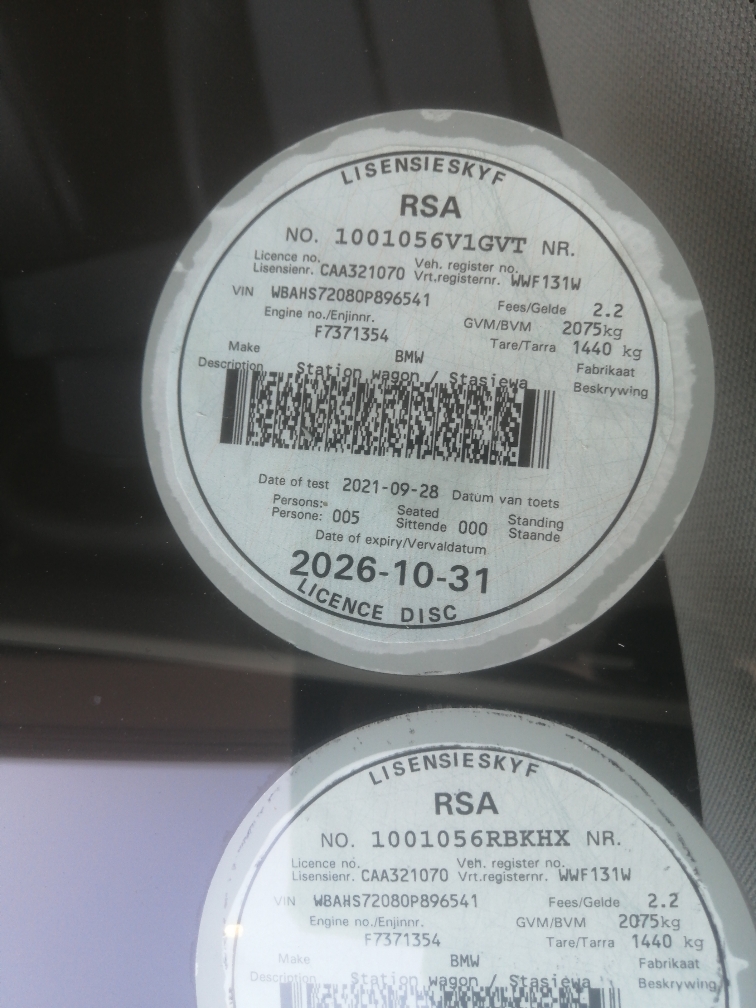 LISENSIESKYF
RSA
NO. 1001056V1GVT NR.
Licence no. Veh. register no.
Lisensienr. CAA321070 Vrt.registernr. WWF131W
VIN WBAHS72080P896541 Fees/Gelde 2.2
Engine no./Enjinnr. GVM/BVM 2075kg
F7371354 Tare/Tarra 1440 kg
Make BMW Fabrikaat
Description Station wagon / Stasiewa Beskrywing
Date of test 2021-09-28 Datum van toets
Persons: Seated Standing
Persone: 005 Sittende 000 Staande
Date of expiry/Vervaldatum
2026-10-31
LICENCE DISC
LISENSIESKYF
RSA
NO. 1001056RBKHX NR.
Licence no. Veh. register no.
Lisensienr. CAA321070 Vrt.registernr. WWF131W
VIN WBAHS72080P896541 Fees/Gelde 2.2
Engine no./Enjinnr. GVM/BVM 2075kg
F7371354 Tare/Tarra 1440 kg
Make BMW Fabrikaat
Description Station wagon / Stasiewa Beskrywing